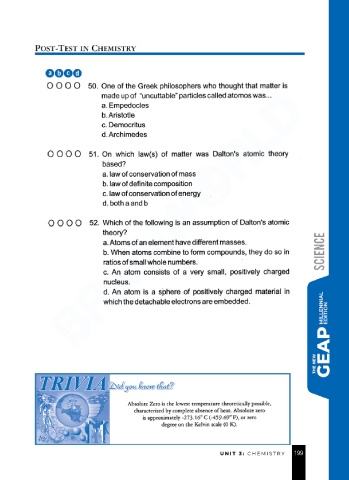 POST-TEST IN CHEMISTRY
a b c d
50. One of the Greek philosophers who thought that matter is
made up of "uncuttable" particles called atomos was...
a. Empedocles
b. Aristotle
c. Democritus
d. Archimedes
51. On which law(s) of matter was Dalton's atomic theory
based?
a. law of conservation of mass
b. law of definite composition
c. law of conservation of energy
d. both a and b
52. Which of the following is an assumption of Dalton's atomic
theory?
a. Atoms of an element have different masses.
b. When atoms combine to form compounds, they do so in
ratios of small whole numbers.
c. An atom consists of a very small, positively charged
nucleus.
d. An atom is a sphere of positively charged material in
which the detachable electrons are embedded.
SCIENCE
THE NEW
GEAP MILLENNIAL
EDITION
TRIVIA Did you know that?
Absolute Zero is the lowest temperature theoretically possible,
characterized by complete absence of heat. Absolute zero
is approximately -273.16° C (-459.69° F), or zero
degree on the Kelvin scale (0 K).
UNIT 3: CHEMISTRY 199